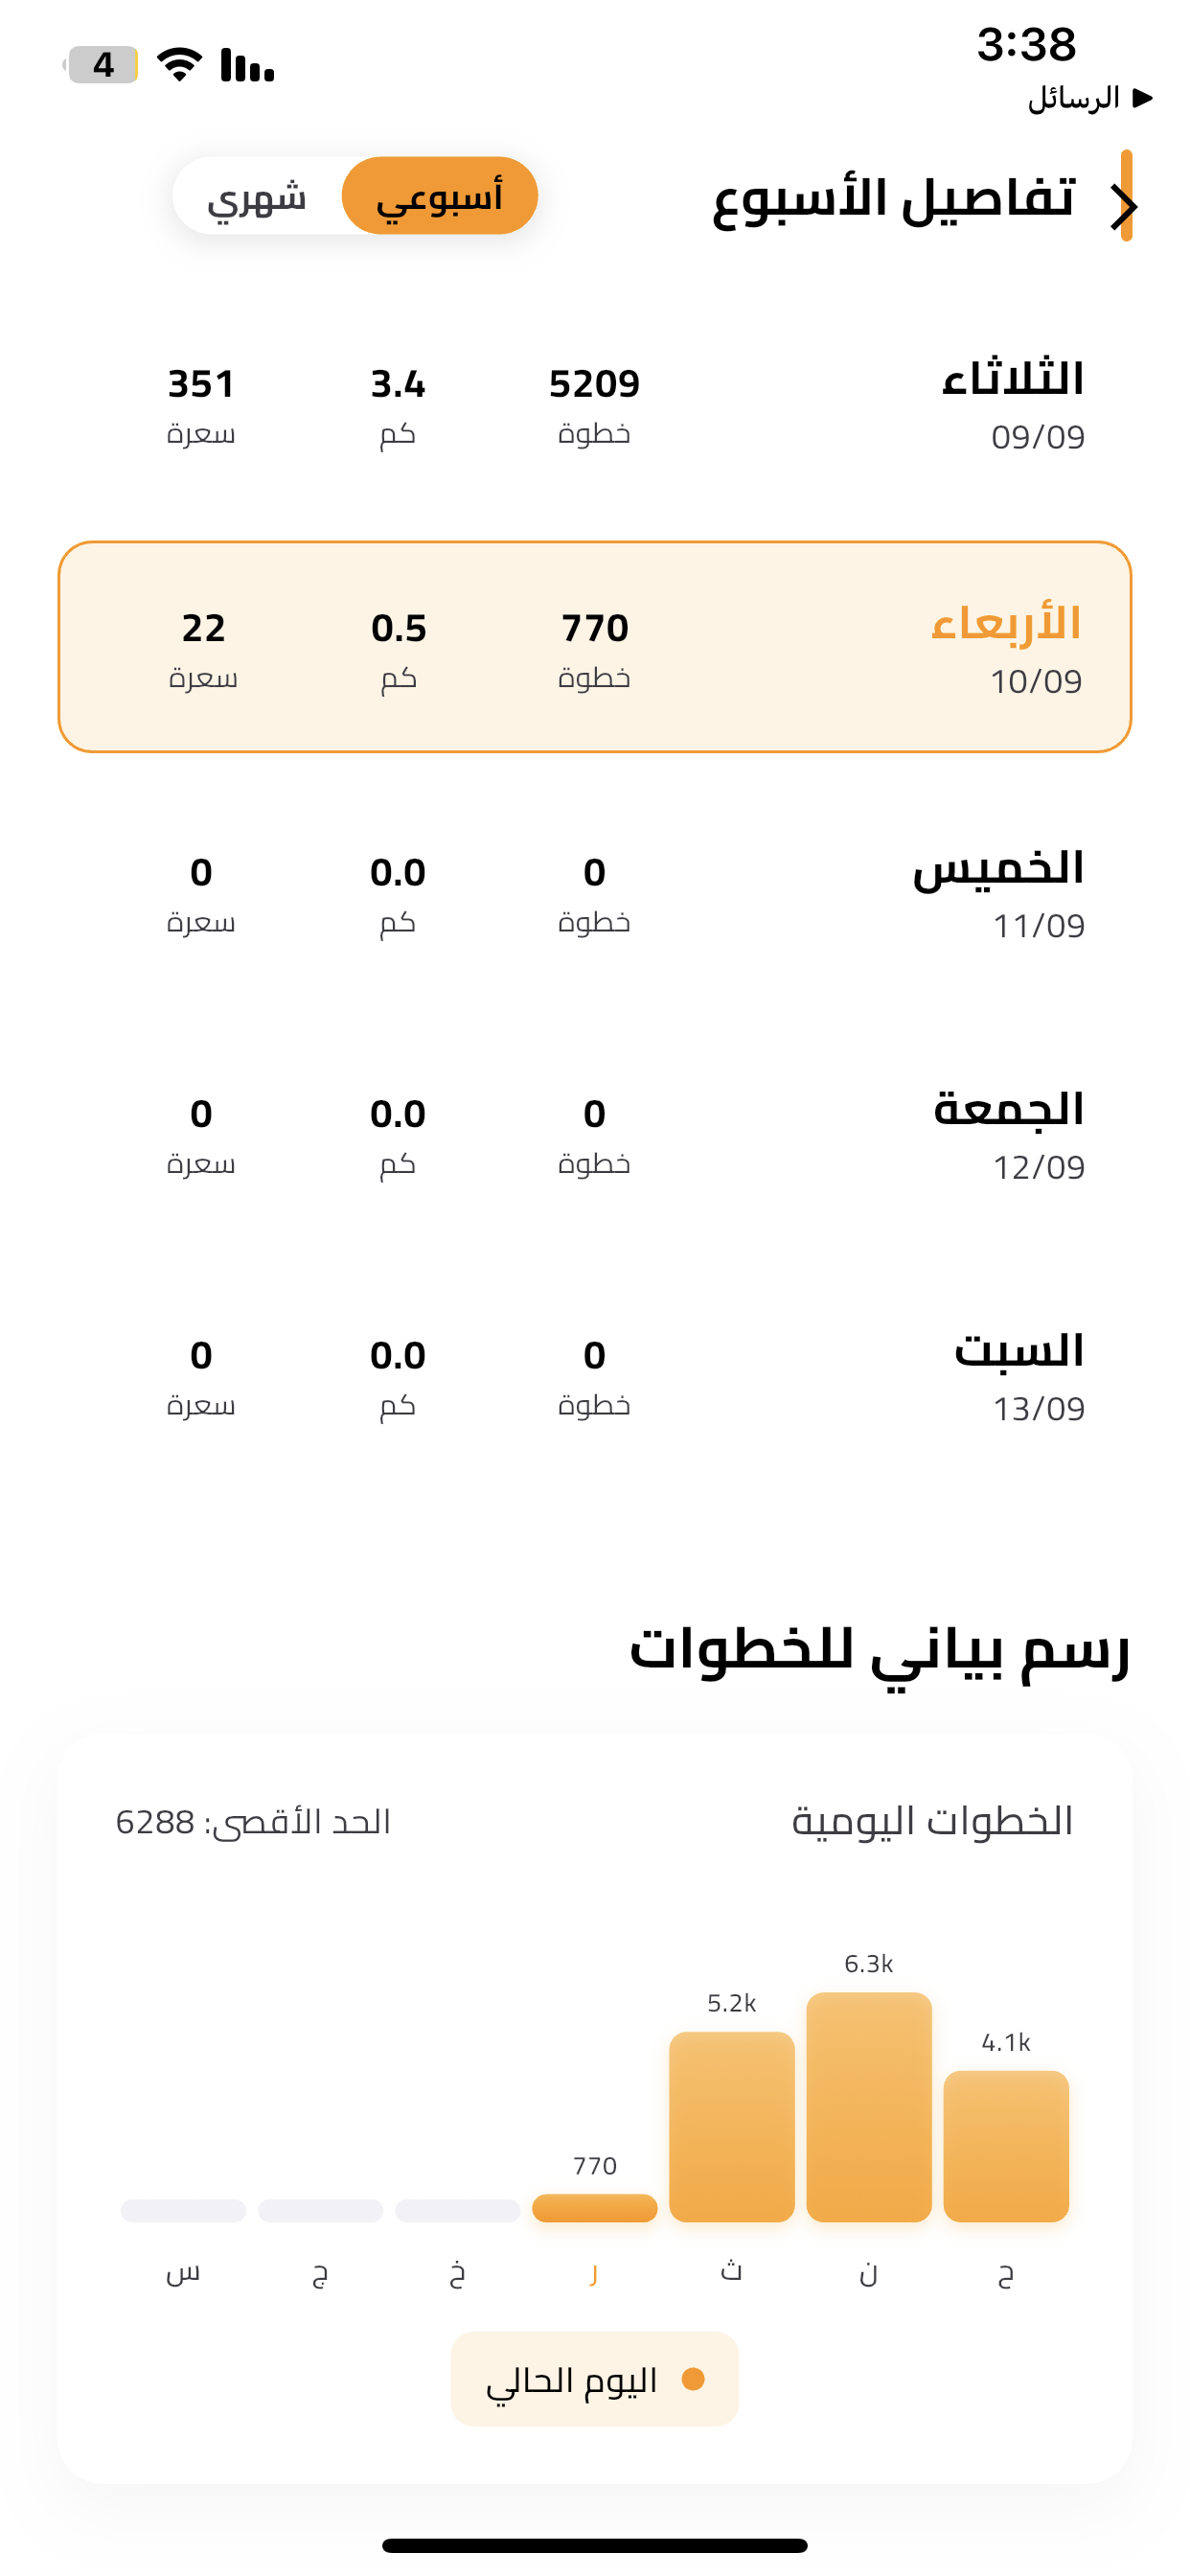 3:38
4
الرسائل
تفاصيل الأسبوع
أسبوعي
شهري
الثلاثاء
5209
3.4
351
09/09
خطوة
كم
سعرة
الأربعاء
770
0.5
22
10/09
خطوة
كم
سعرة
الخميس
0
0.0
0
11/09
خطوة
كم
سعرة
الجمعة
0
0.0
0
12/09
خطوة
كم
سعرة
السبت
0
0.0
0
13/09
خطوة
كم
سعرة
رسم بياني للخطوات
الخطوات اليومية
الحد الأقصى: 6288
4.1k
6.3k
5.2k
770
ح
ن
ث
ر
خ
ج
س
اليوم الحالي